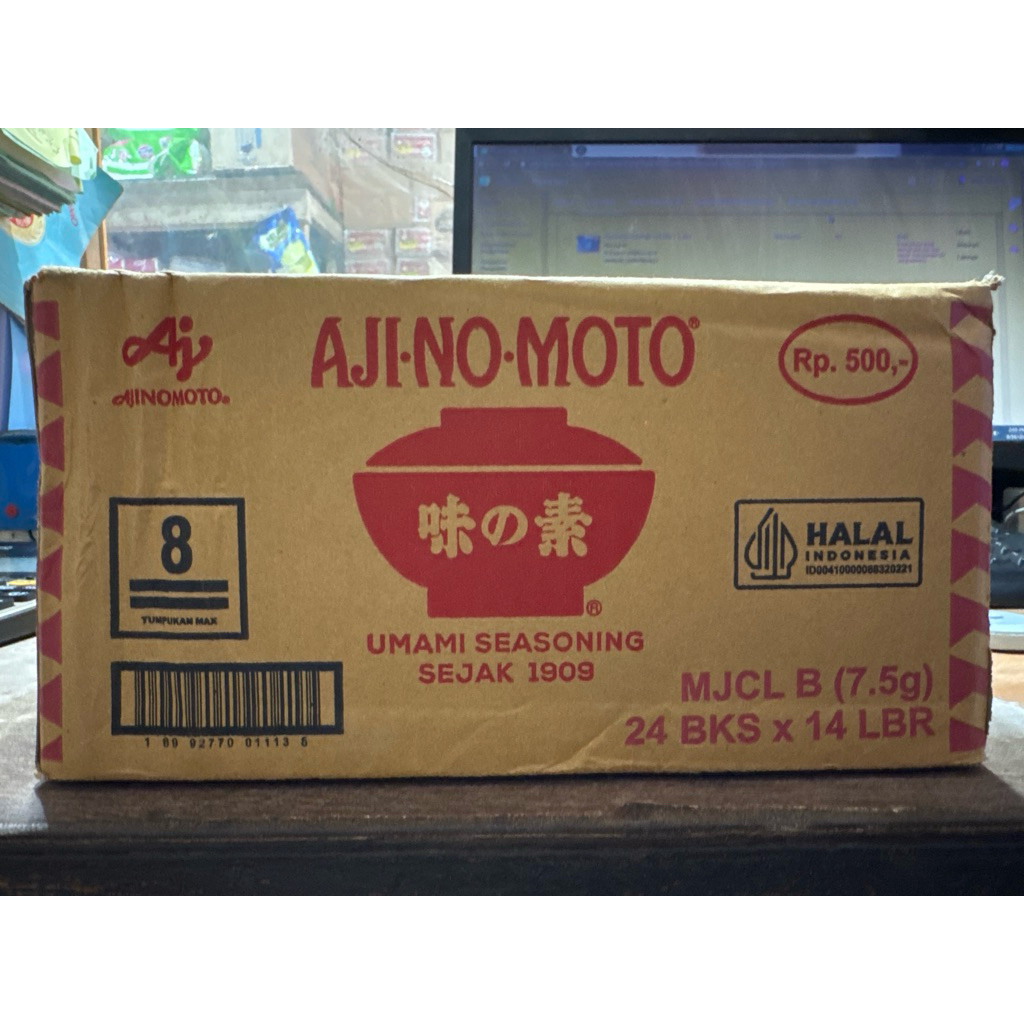 Aj
AJINOMOTO®
AJI-NO-MOTO®
Rp. 500,-
味の素
®
8
TUMPUKAN MAX
HALAL
INDONESIA
ID00410000068320221
UMAMI SEASONING
SEJAK 1909
MJCL B (7.5g)
24 BKS x 14 LBR
1 89 92770 01113 5